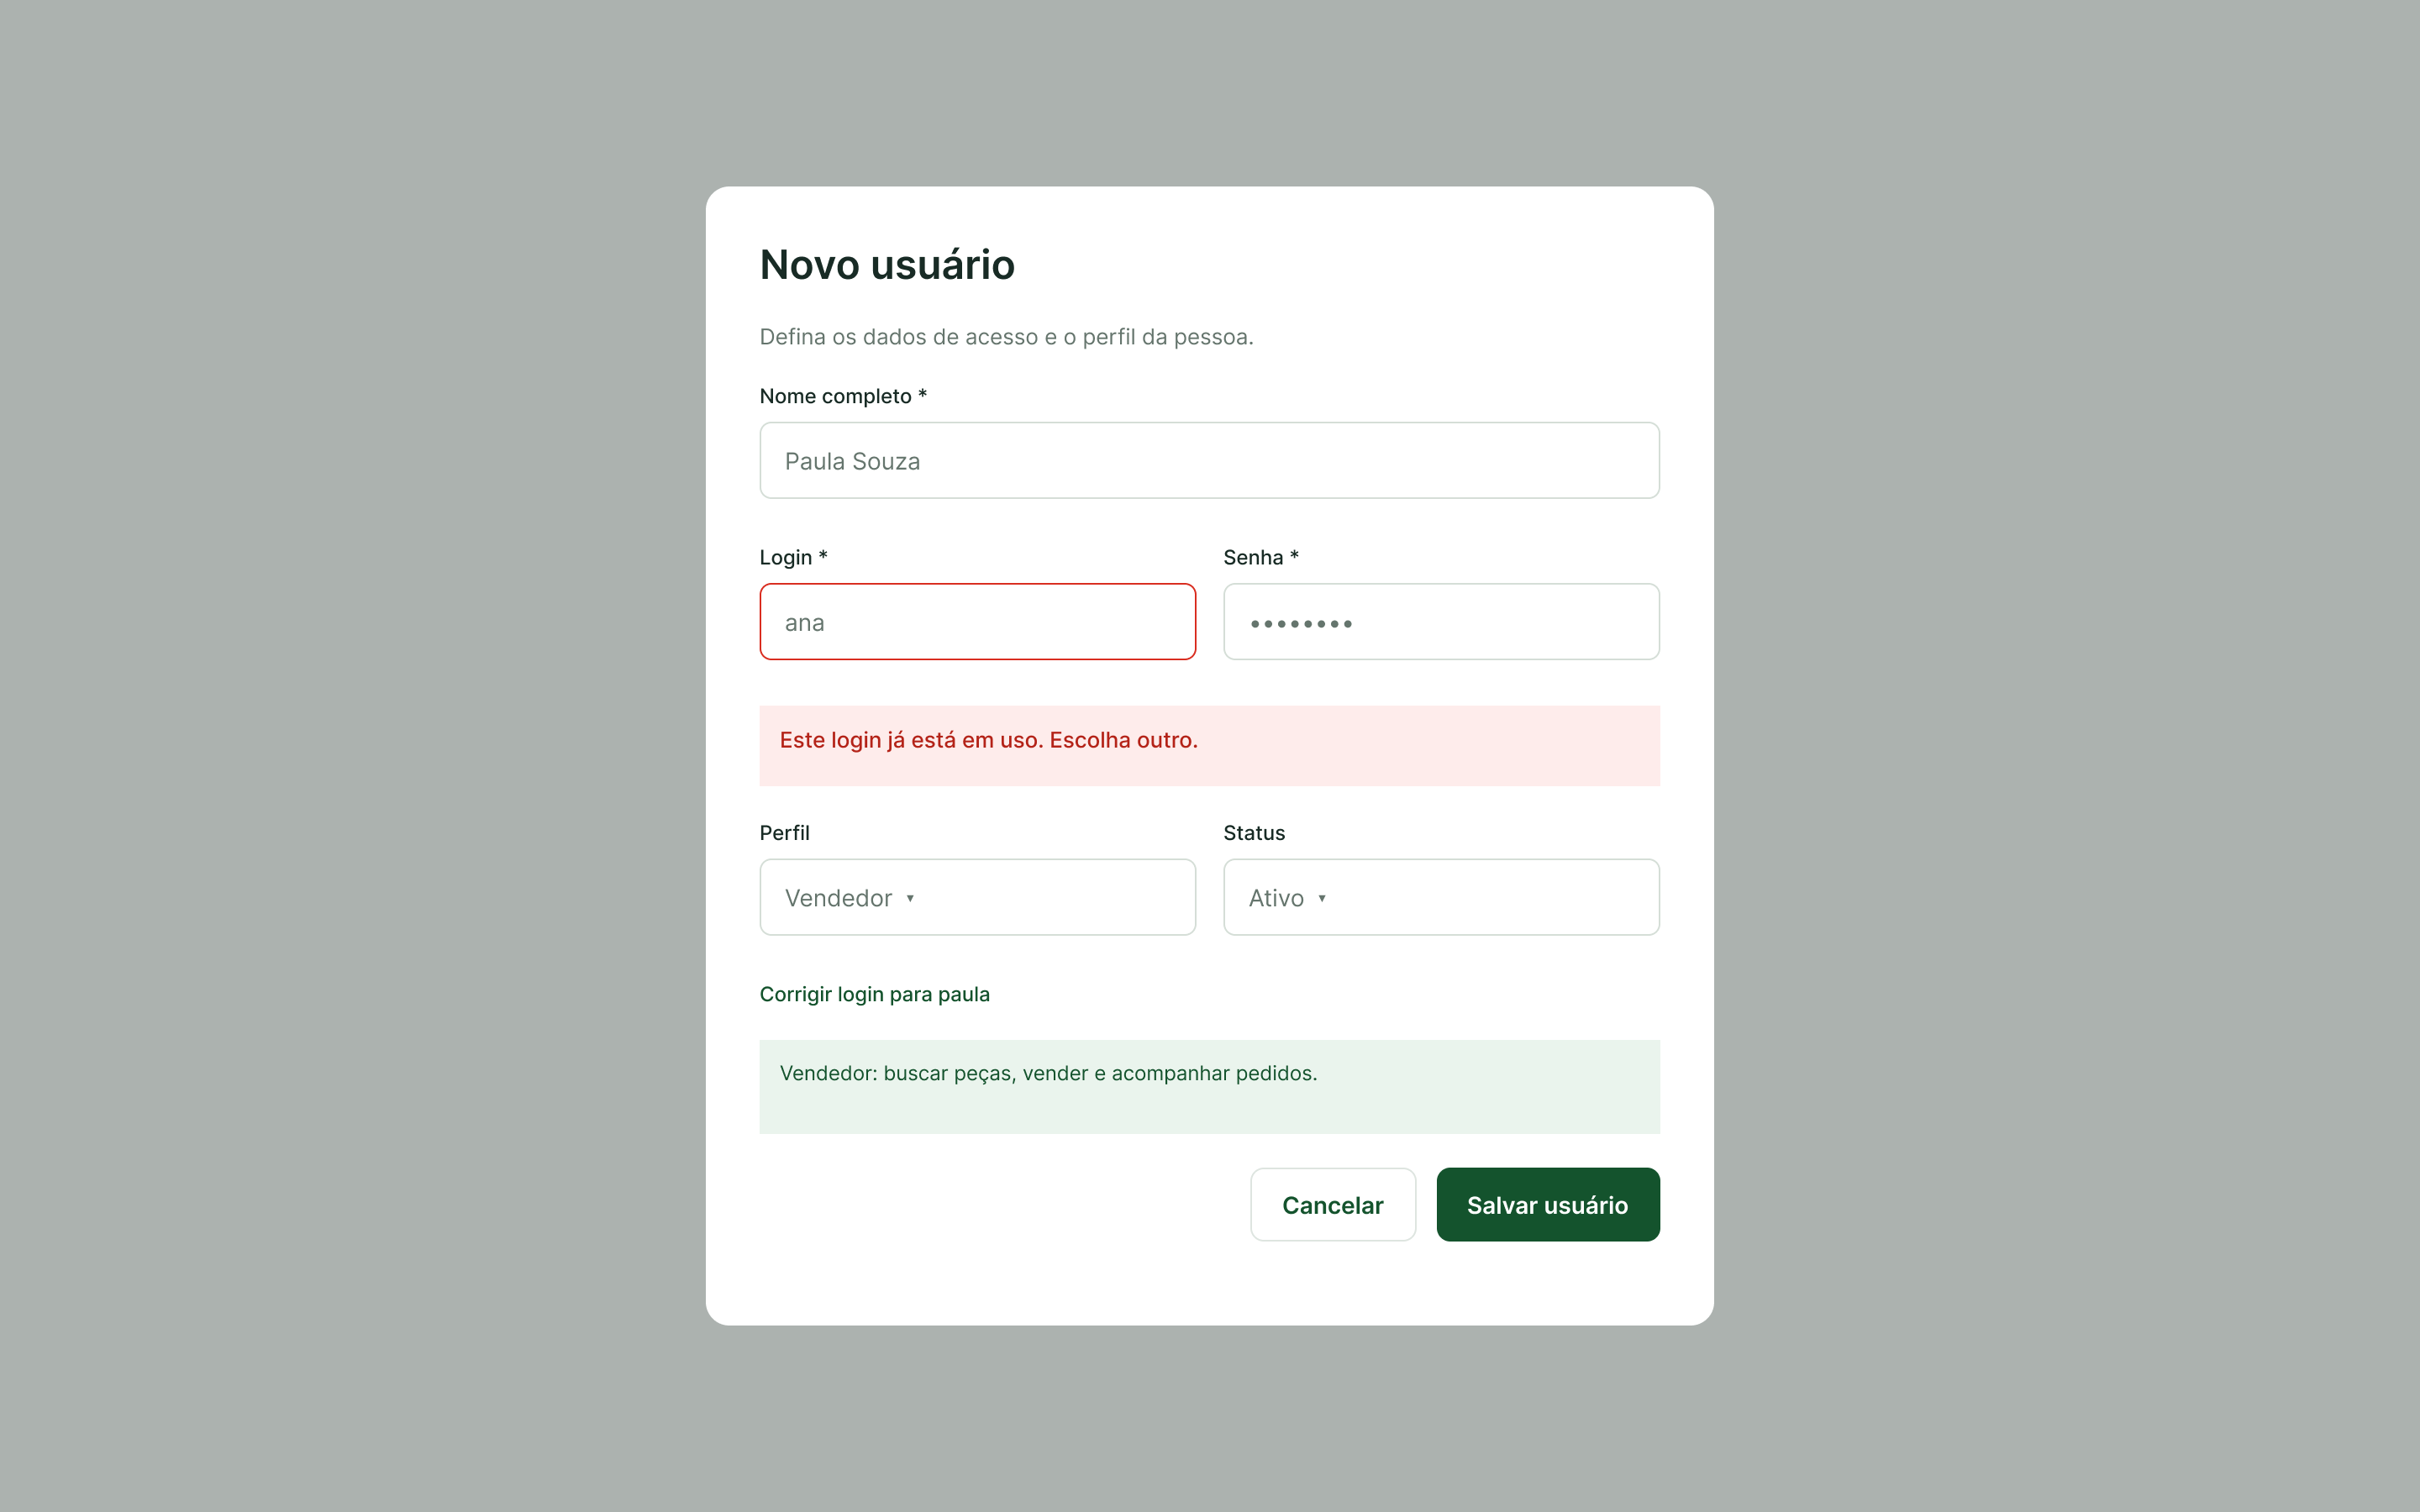 Novo usuário
Defina os dados de acesso e o perfil da pessoa.
Nome completo *
Paula Souza
Login *
Senha *
ana
••••••••
Este login já está em uso. Escolha outro.
Perfil
Status
Vendedor ▾
Ativo ▾
Corrigir login para paula
Vendedor: buscar peças, vender e acompanhar pedidos.
Cancelar
Salvar usuário